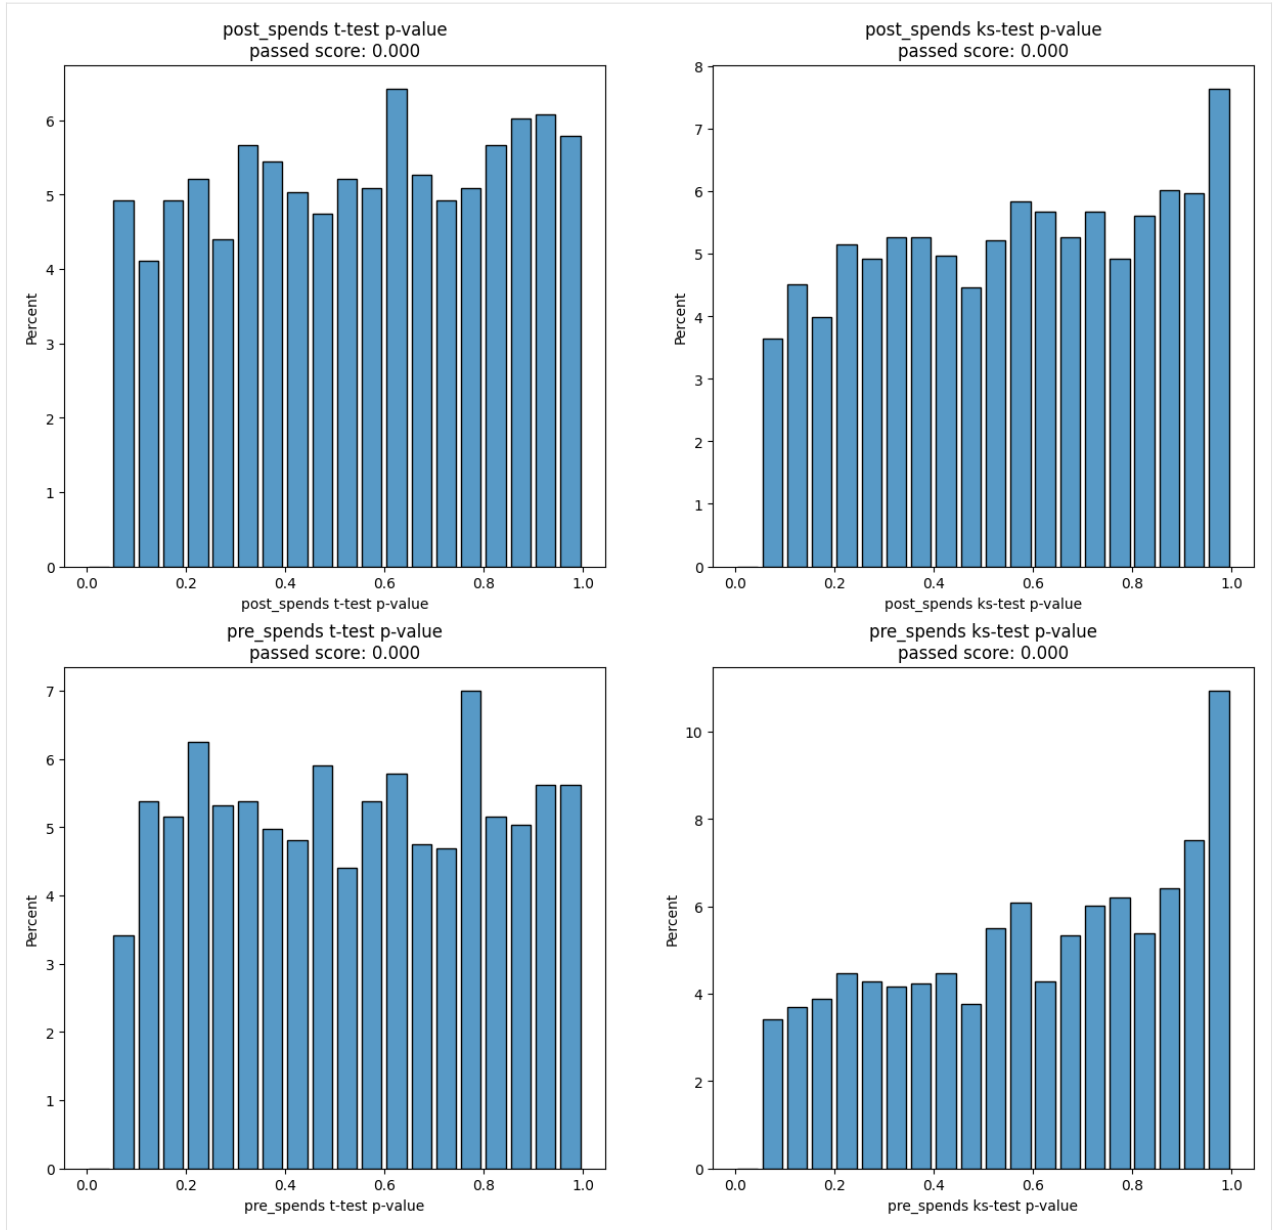 post_spends t-test p-value
passed score: 0.000
Percent
6
5
4
3
2
1
0
0.0 0.2 0.4 0.6 0.8 1.0
post_spends t-test p-value
post_spends ks-test p-value
passed score: 0.000
Percent
8
7
6
5
4
3
2
1
0
0.0 0.2 0.4 0.6 0.8 1.0
post_spends ks-test p-value
pre_spends t-test p-value
passed score: 0.000
Percent
7
6
5
4
3
2
1
0
0.0 0.2 0.4 0.6 0.8 1.0
pre_spends t-test p-value
pre_spends ks-test p-value
passed score: 0.000
Percent
10
8
6
4
2
0
0.0 0.2 0.4 0.6 0.8 1.0
pre_spends ks-test p-value